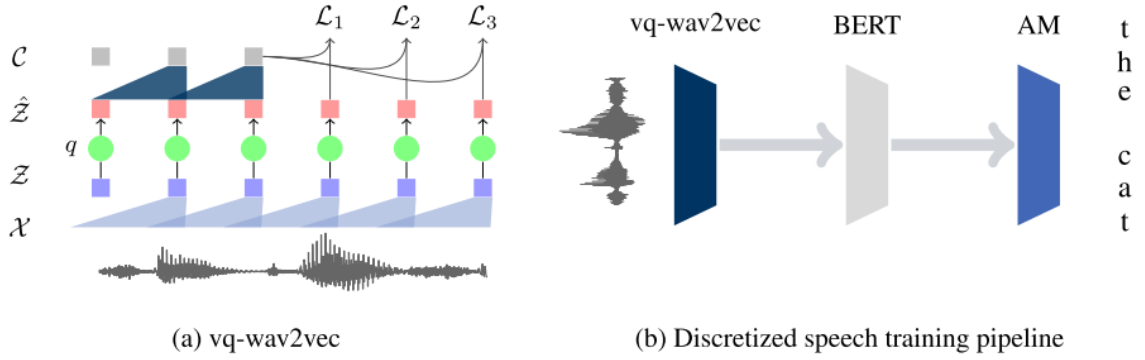 ℒ₁ ℒ₂ ℒ₃
𝒞
𝒵̂
q
𝒵
𝒳
(a) vq-wav2vec
vq-wav2vec BERT AM
t
h
e
c
a
t
(b) Discretized speech training pipeline